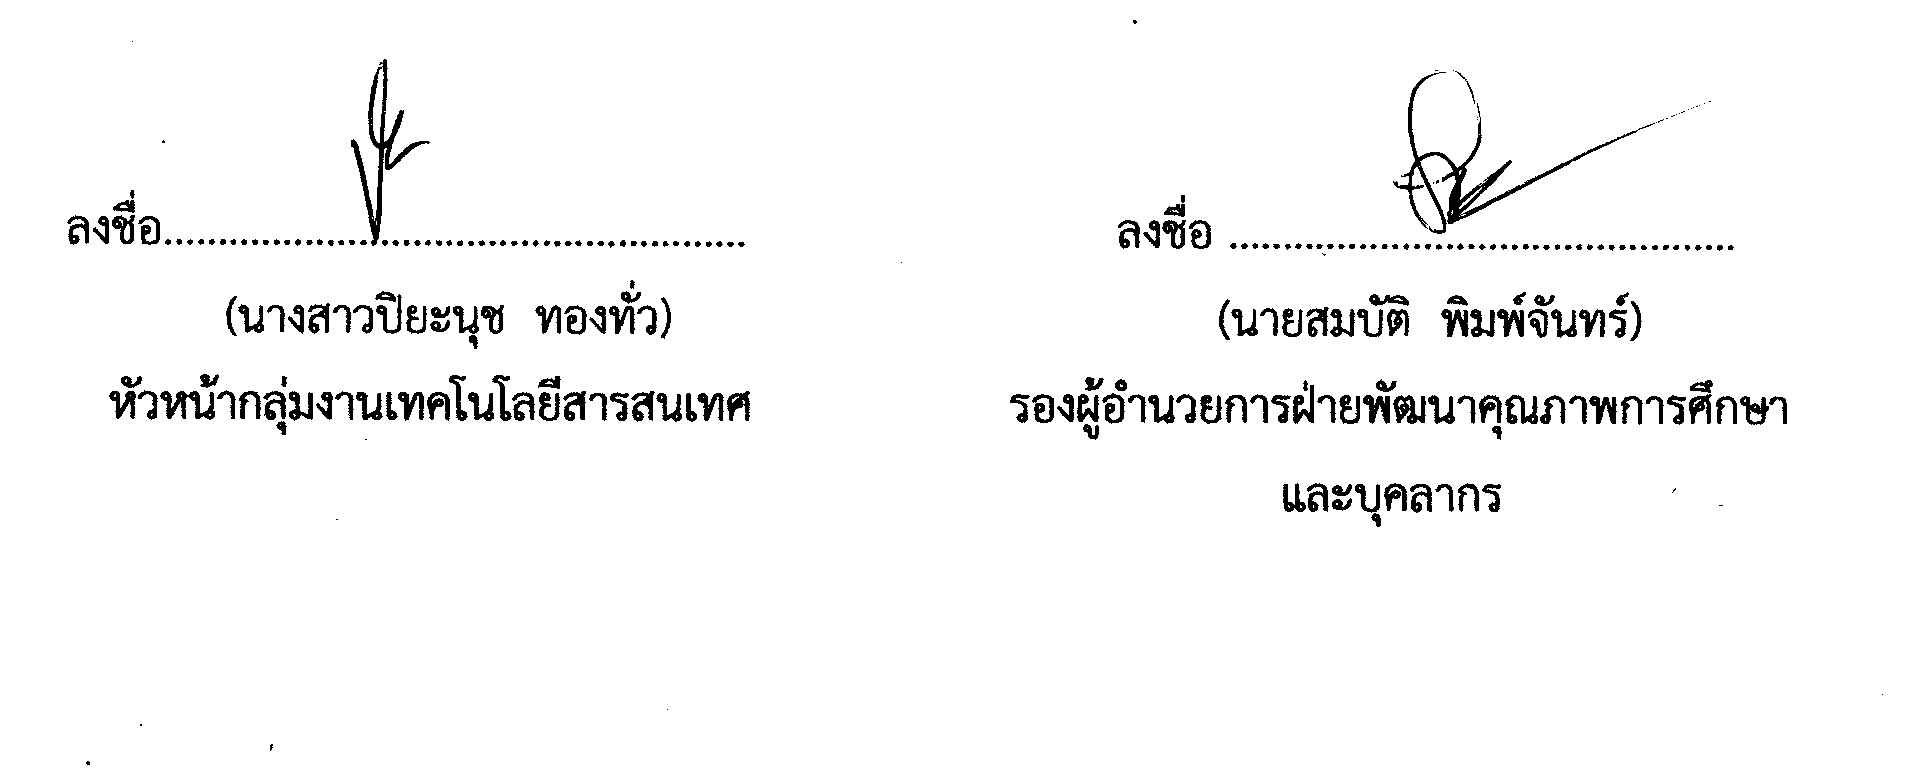 ลงชื่อ............................................................
(นางสาวปิยะนุช ทองทั่ว)
หัวหน้ากลุ่มงานเทคโนโลยีสารสนเทศ
ลงชื่อ ....................................................
(นายสมบัติ พิมพ์จันทร์)
รองผู้อำนวยการฝ่ายพัฒนาคุณภาพการศึกษา
และบุคลากร